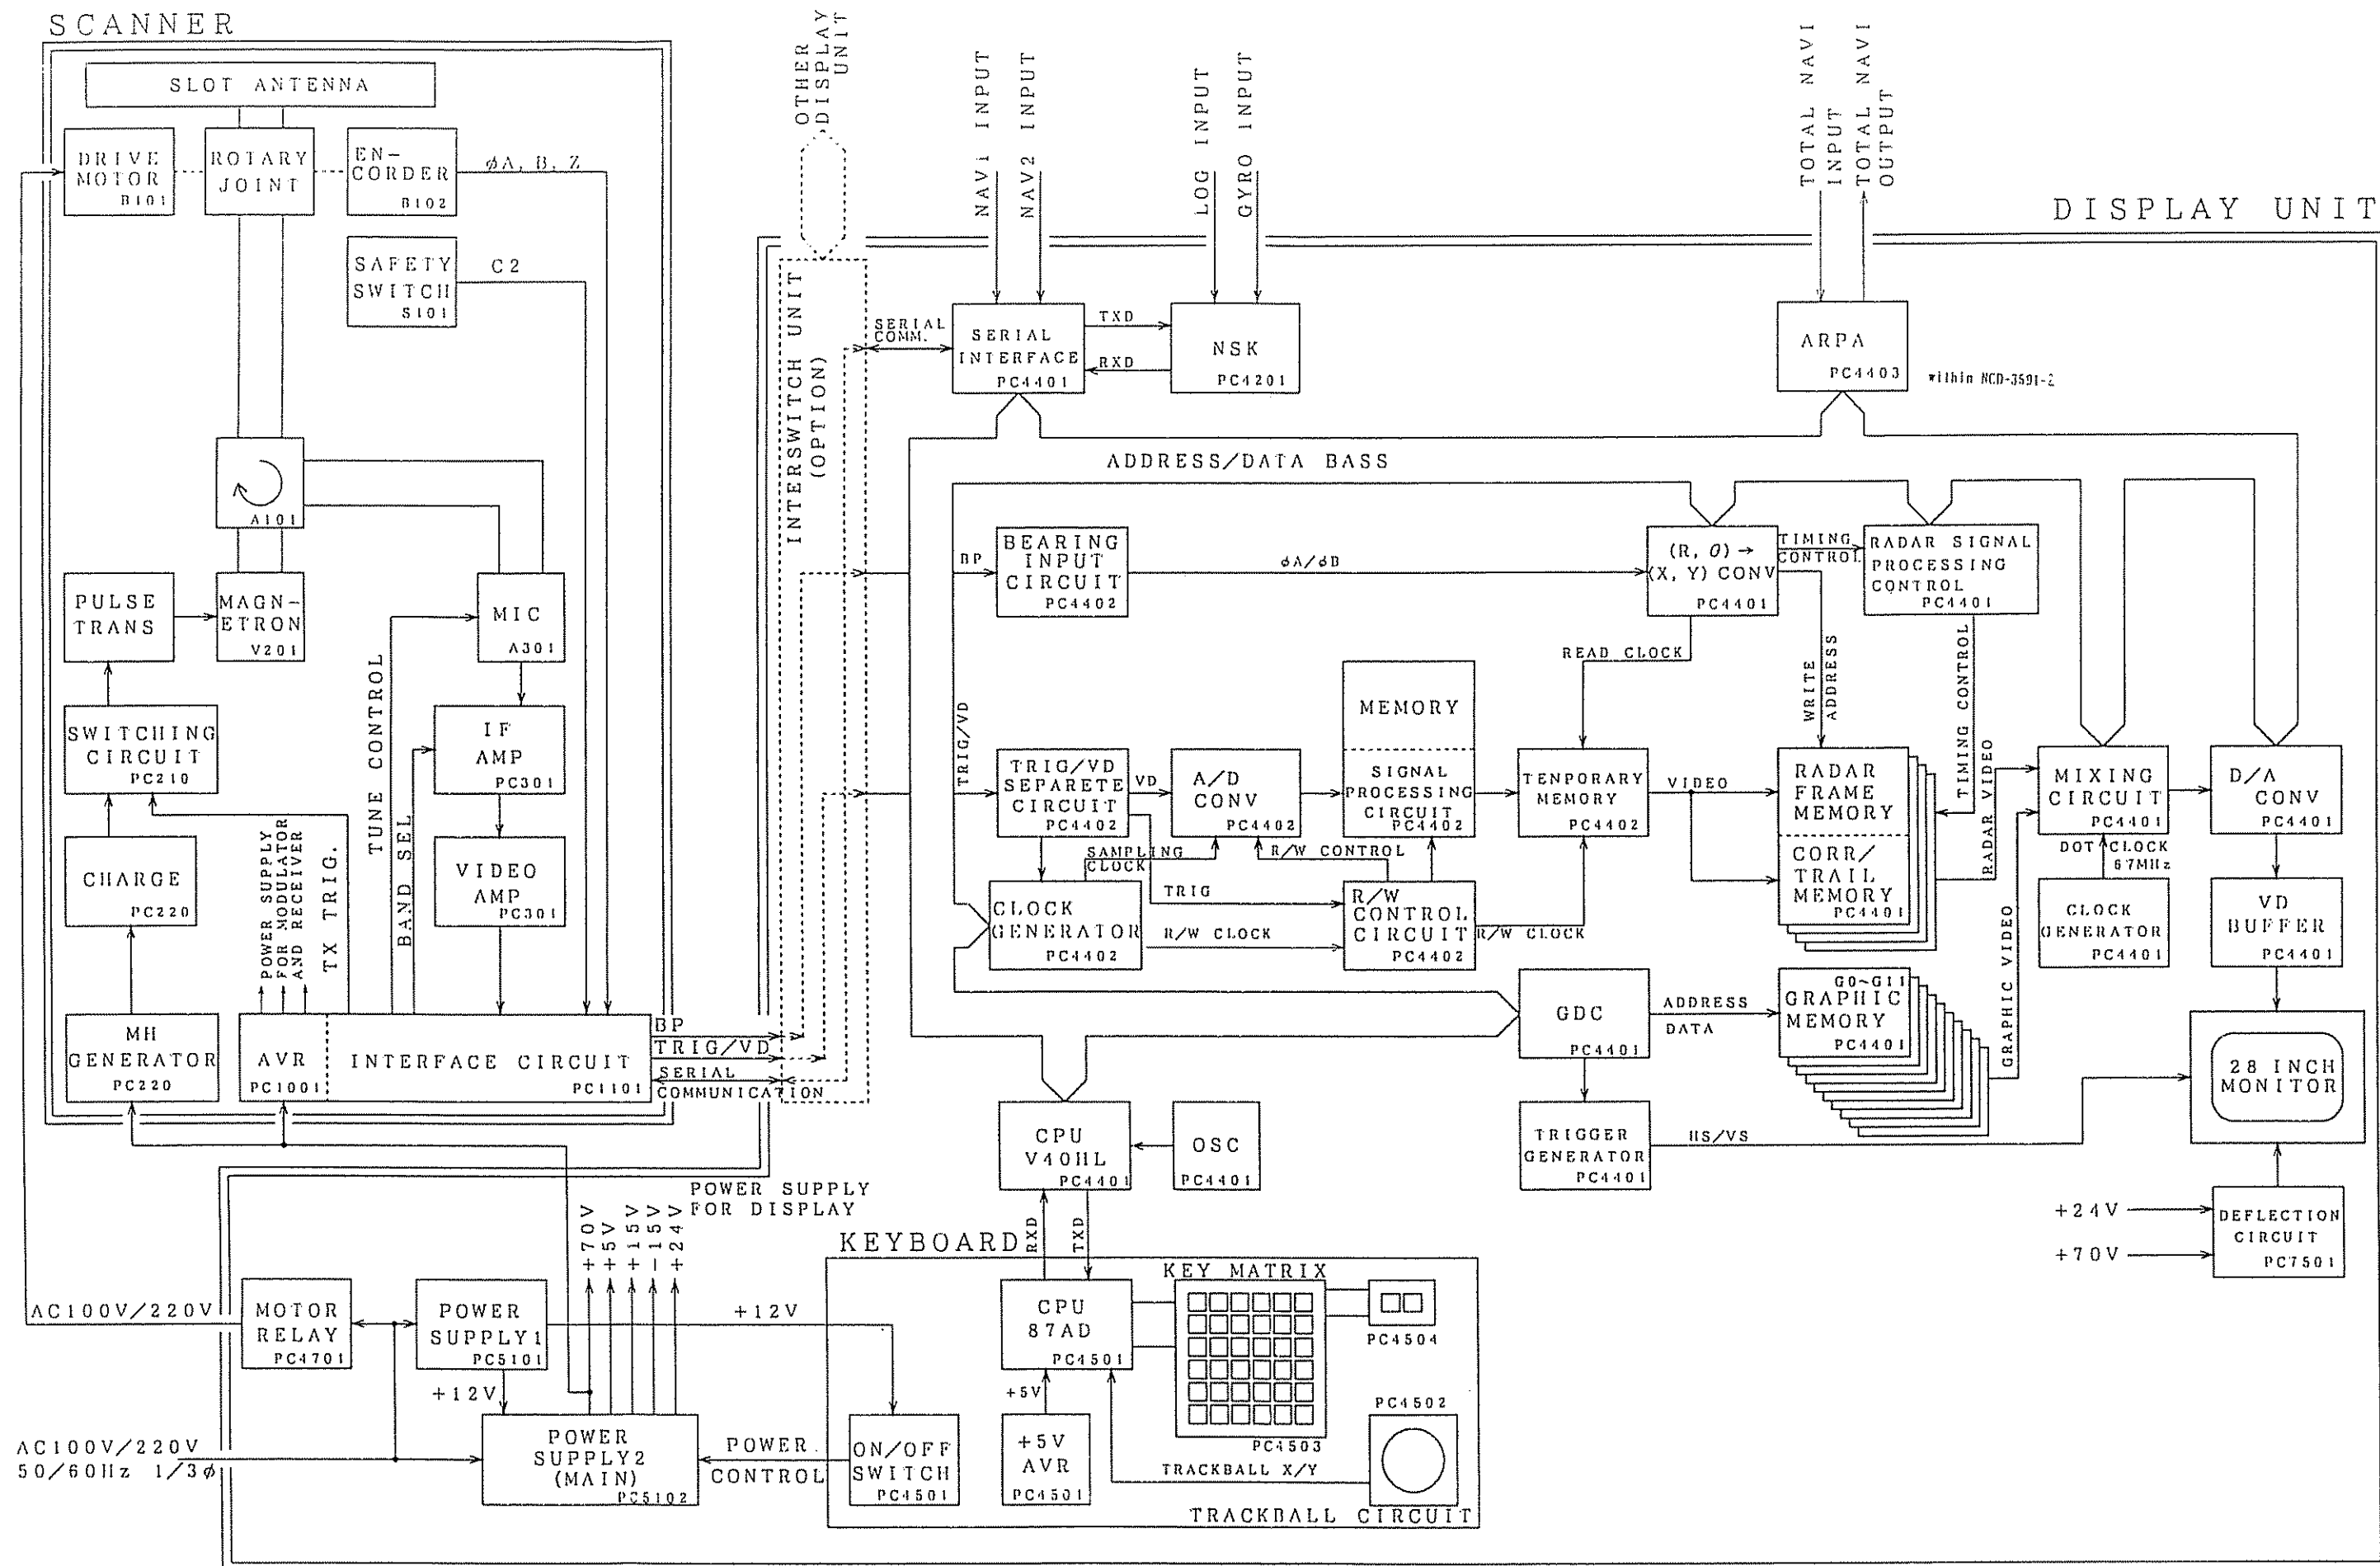 SCANNER
SLOT ANTENNA
DRIVE
MOTOR
B101
ROTARY
JOINT
EN-
CORDER
B102
φA, B, Z
SAFETY
SWITCH
S101
C2
A101
PULSE
TRANS
MAGN-
ETRON
V201
MIC
A301
SWITCHING
CIRCUIT
PC210
IF
AMP
PC301
TUNE CONTROL
BAND SEL
CHARGE
PC220
POWER SUPPLY
FOR MODULATOR
AND RECEIVER
TX TRIG.
VIDEO
AMP
PC301
MH
GENERATOR
PC220
AVR
PC1001
INTERFACE CIRCUIT
PC1101
BP
TRIG/VD
SERIAL
COMMUNICATION
OTHER
DISPLAY
UNIT
INTERSWITCH UNIT
(OPTION)
NAV1 INPUT
NAV2 INPUT
LOG INPUT
GYRO INPUT
TOTAL NAVI
INPUT
TOTAL NAVI
OUTPUT
DISPLAY UNIT
SERIAL
COMM.
SERIAL
INTERFACE
PC4401
TXD
RXD
NSK
PC4201
ARPA
PC4403
within NCD-3591-2
ADDRESS/DATA BASS
BP
BEARING
INPUT
CIRCUIT
PC4402
φA/φB
(R, θ) →
(X, Y) CONV
PC4401
TIMING
CONTROL
RADAR SIGNAL
PROCESSING
CONTROL
PC4401
READ CLOCK
WRITE
ADDRESS
TIMING CONTROL
TRIG/VD
TRIG/VD
SEPARETE
CIRCUIT
PC4402
VD
A/D
CONV
PC4402
MEMORY
SIGNAL
PROCESSING
CIRCUIT
PC4402
TENPORARY
MEMORY
PC4402
VIDEO
RADAR
FRAME
MEMORY
CORR/
TRAIL
MEMORY
PC4401
RADAR VIDEO
MIXING
CIRCUIT
PC4401
D/A
CONV
PC4401
SAMPLING
CLOCK
R/W CONTROL
TRIG
R/W CLOCK
CLOCK
GENERATOR
PC4402
R/W
CONTROL
CIRCUIT
PC4402
R/W CLOCK
DOT CLOCK
67MHz
CLOCK
GENERATOR
PC4401
VD
BUFFER
PC4401
GRAPHIC VIDEO
GDC
PC4401
ADDRESS
DATA
G0~G11
GRAPHIC
MEMORY
PC4401
28 INCH
MONITOR
CPU
V40HL
PC4401
OSC
PC4401
TRIGGER
GENERATOR
PC4401
HS/VS
+24V
+70V
DEFLECTION
CIRCUIT
PC7501
POWER SUPPLY
FOR DISPLAY
+70V
+5V
+15V
-15V
+24V
KEYBOARD
RXD
TXD
AC100V/220V
MOTOR
RELAY
PC4701
POWER
SUPPLY1
PC5101
+12V
+12V
CPU
87AD
PC4501
KEY MATRIX
PC4503
PC4504
+5V
PC4502
AC100V/220V
50/60Hz 1/3φ
POWER
SUPPLY2
(MAIN)
PC5102
POWER
CONTROL
ON/OFF
SWITCH
PC4501
+5V
AVR
PC4501
TRACKBALL X/Y
TRACKBALL CIRCUIT